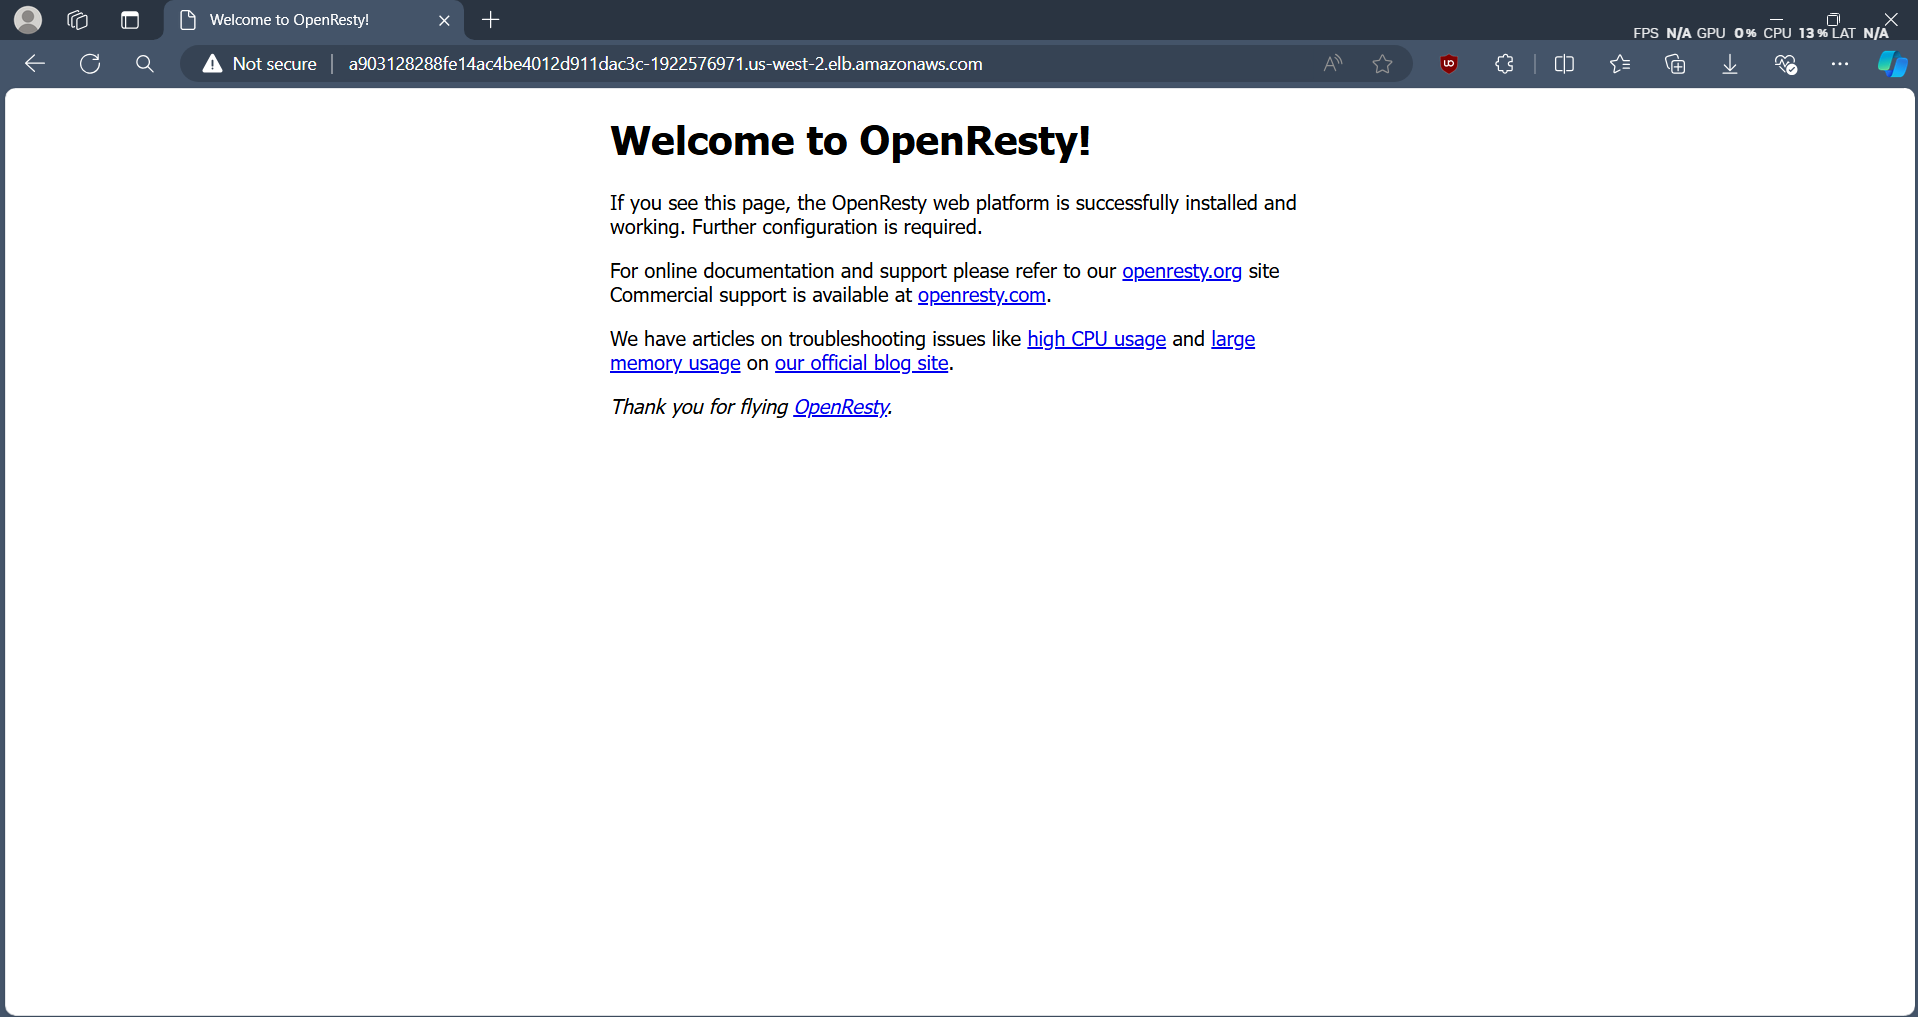 Welcome to OpenResty!
FPS N/A GPU 0% CPU 13% LAT N/A
Not secure
a903128288fe14ac4be4012d911dac3c-1922576971.us-west-2.elb.amazonaws.com
Welcome to OpenResty!
If you see this page, the OpenResty web platform is successfully installed and
working. Further configuration is required.
For online documentation and support please refer to our openresty.org site
Commercial support is available at openresty.com.
We have articles on troubleshooting issues like high CPU usage and large
memory usage on our official blog site.
Thank you for flying OpenResty.